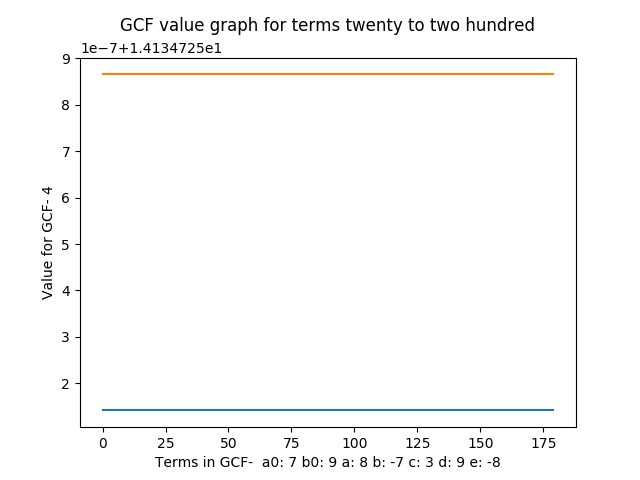 GCF value graph for terms twenty to two hundred
1e−7+1.4134725e1
9
8
7
6
5
4
3
2
Value for GCF- 4
0 25 50 75 100 125 150 175
Terms in GCF-  a0: 7 b0: 9 a: 8 b: -7 c: 3 d: 9 e: -8